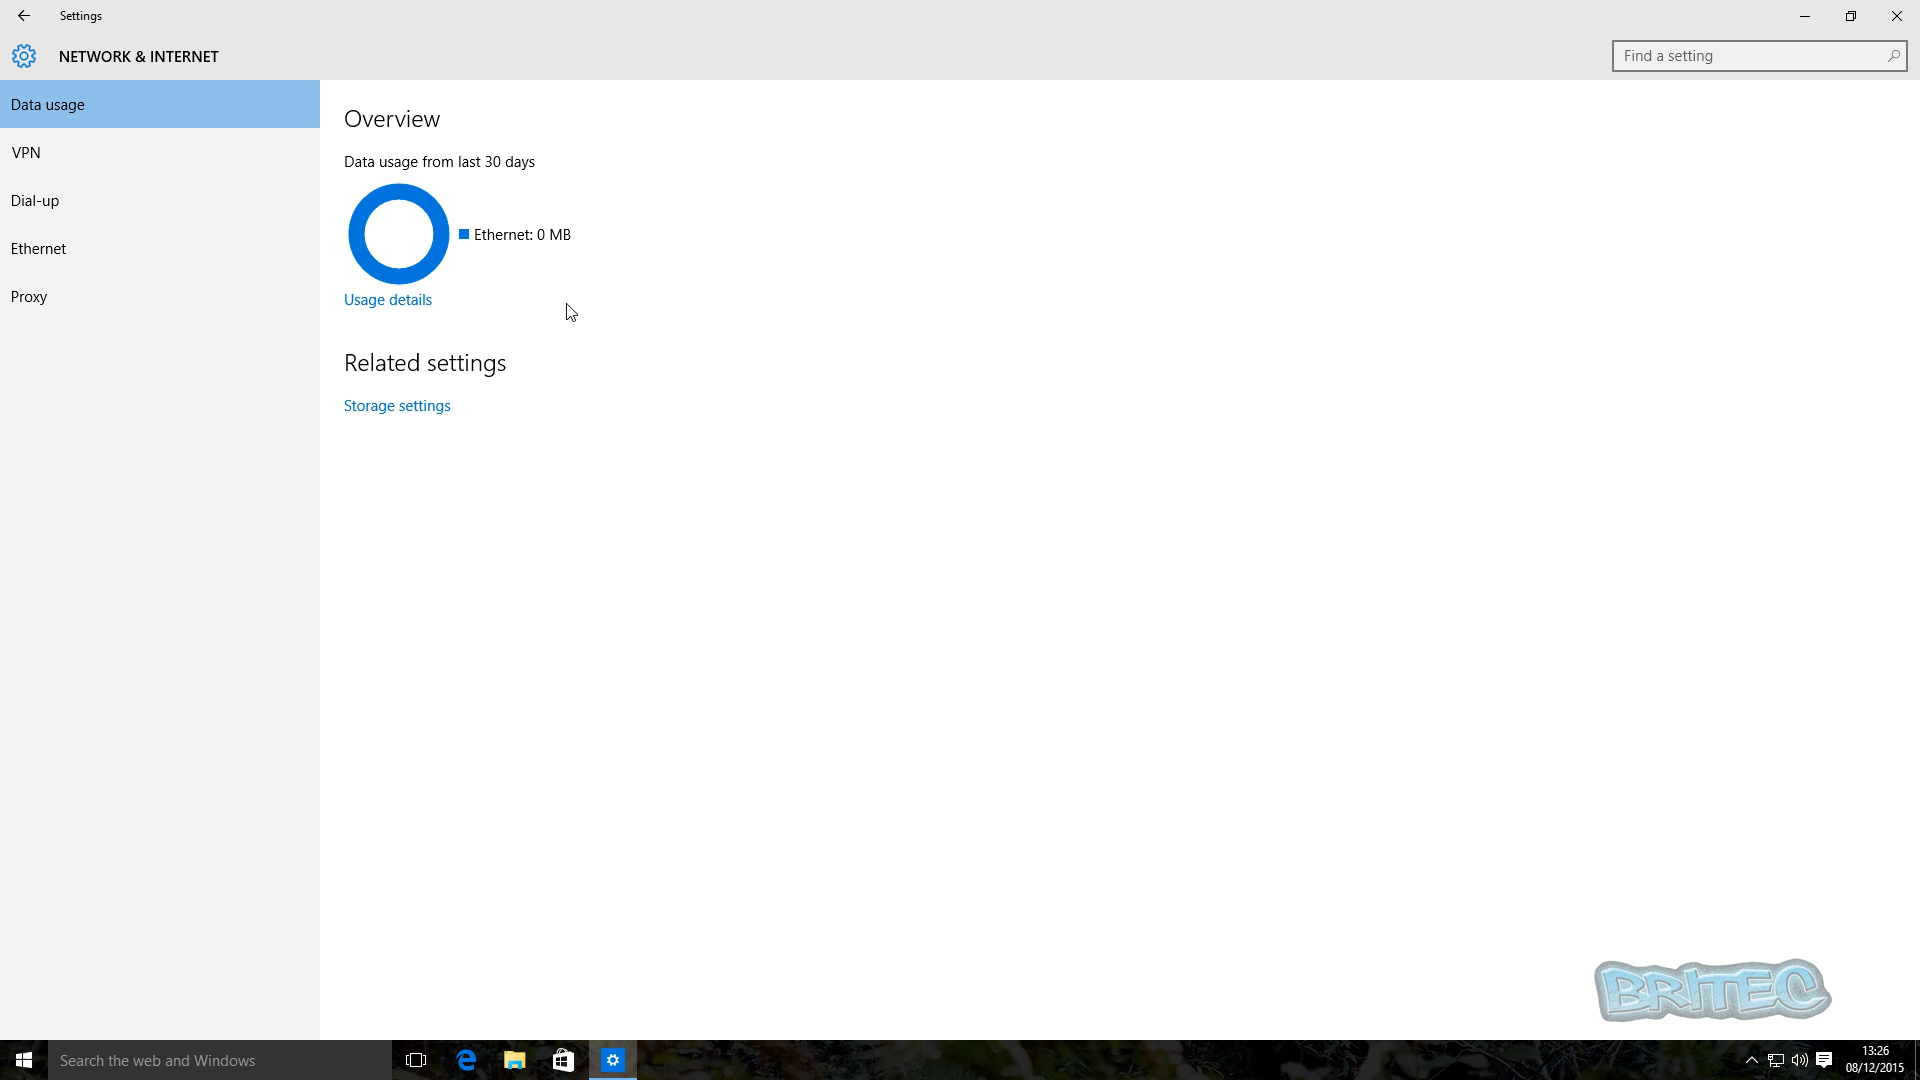 Settings
NETWORK & INTERNET
Find a setting
Data usage
VPN
Dial-up
Ethernet
Proxy
Overview
Data usage from last 30 days
Ethernet: 0 MB
Usage details
Related settings
Storage settings
BRITEC
Search the web and Windows
13:26
08/12/2015